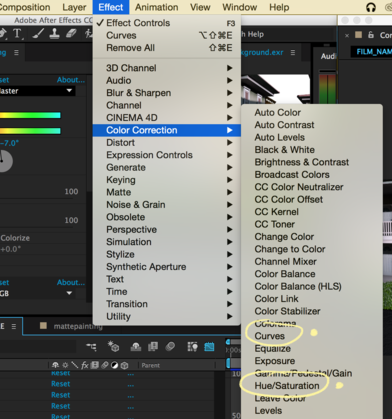 Composition Layer Effect Animation View Window Help
Adobe After Effects CC
Effect Controls F3
Curves ⌥⇧⌘E
Remove All ⇧⌘E
3D Channel
Audio
Blur & Sharpen
Channel
CINEMA 4D
Color Correction
Distort
Expression Controls
Generate
Keying
Matte
Noise & Grain
Obsolete
Perspective
Simulation
Stylize
Synthetic Aperture
Text
Time
Transition
Utility
Auto Color
Auto Contrast
Auto Levels
Black & White
Brightness & Contrast
Broadcast Colors
CC Color Neutralizer
CC Color Offset
CC Kernel
CC Toner
Change Color
Change to Color
Channel Mixer
Color Balance
Color Balance (HLS)
Color Link
Color Stabilizer
Colorama
Curves
Equalize
Exposure
Gamma/Pedestal/Gain
Hue/Saturation
Leave Color
Levels
h Help
kground.exr
Audi
Co
FILM_NAM
About...
laster
-7.0°
100
100
Colorize
+0.0°
About...
GB
mattepainting
Parent
Reset
Reset
Reset
Reset